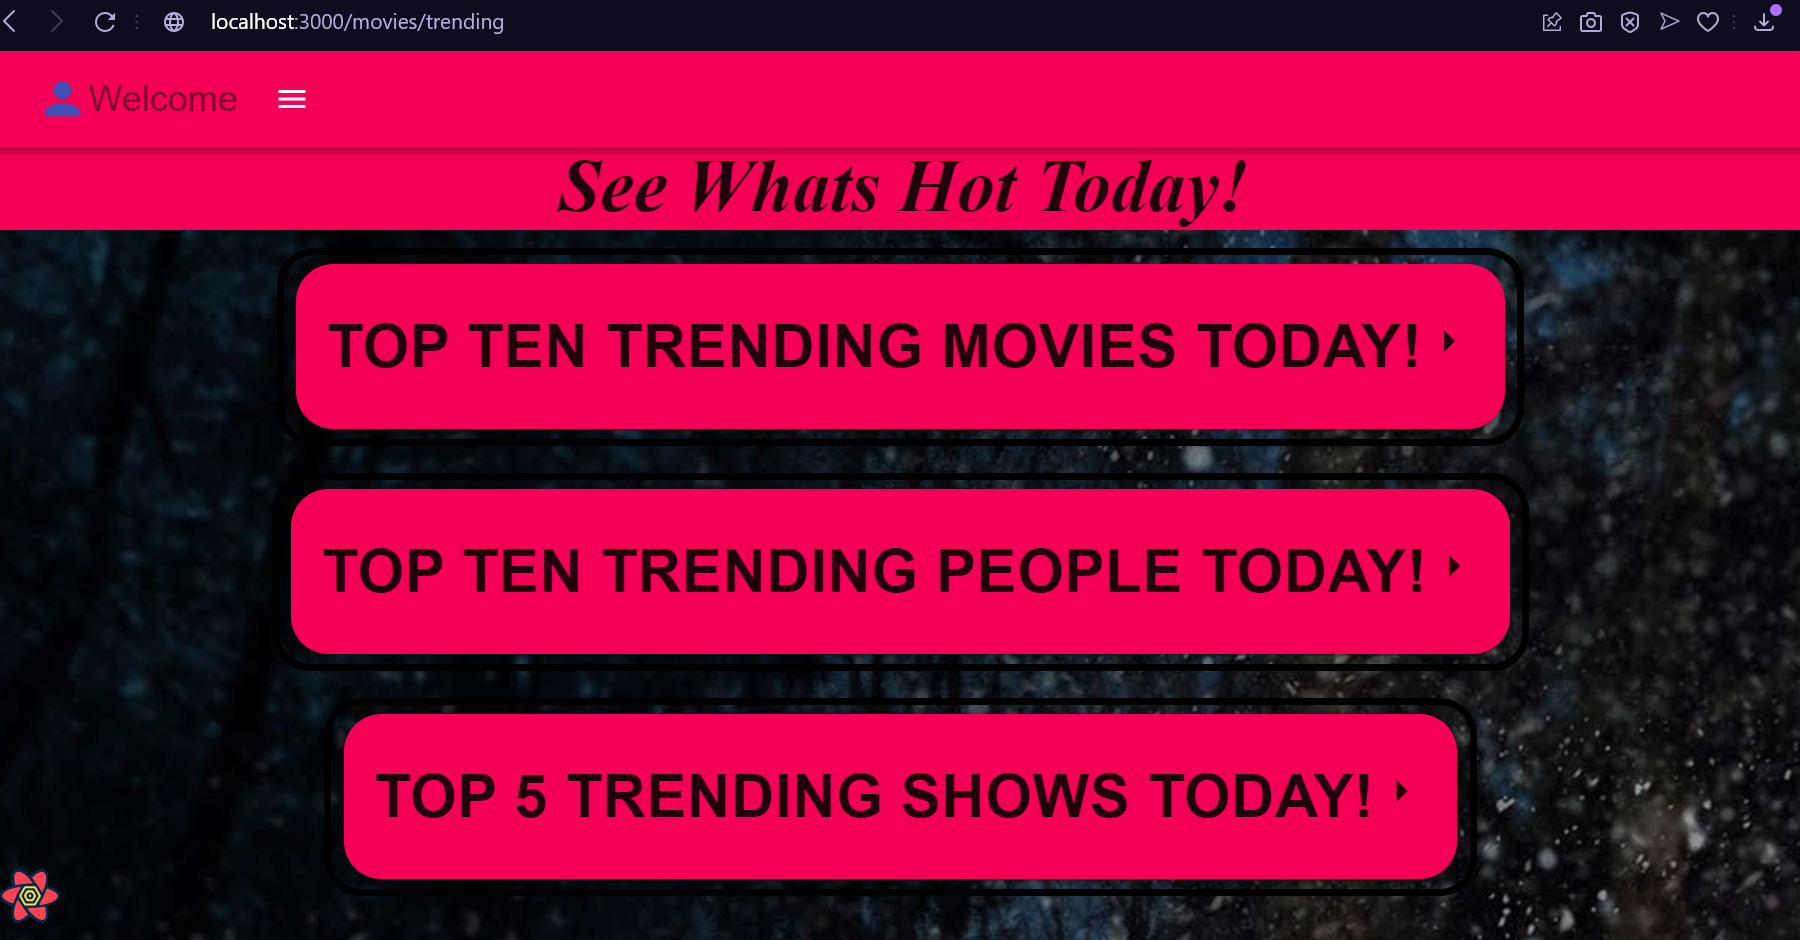 localhost:3000/movies/trending
Welcome
See Whats Hot Today!
TOP TEN TRENDING MOVIES TODAY!
TOP TEN TRENDING PEOPLE TODAY!
TOP 5 TRENDING SHOWS TODAY!